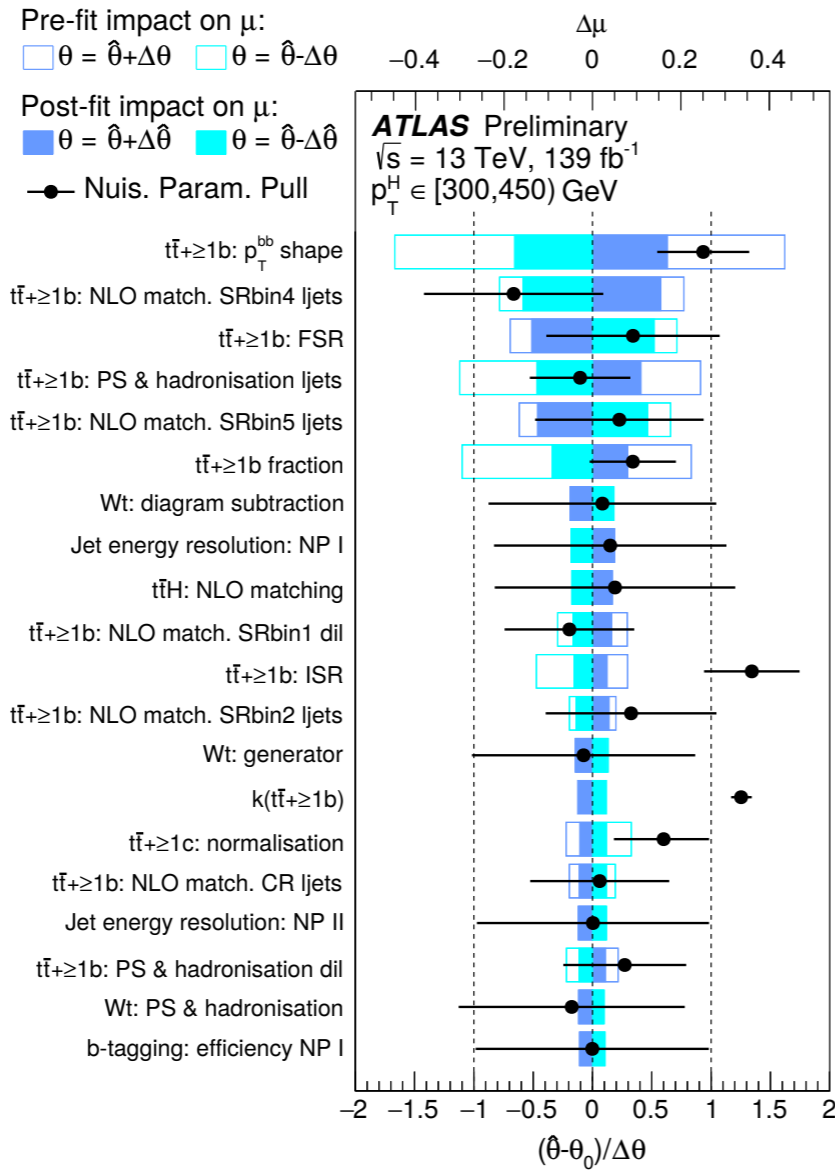 Pre-fit impact on μ:
θ = θ̂+Δθ θ = θ̂-Δθ
Post-fit impact on μ:
θ = θ̂+Δθ̂ θ = θ̂-Δθ̂
Nuis. Param. Pull
Δμ
−0.4 −0.2 0 0.2 0.4
ATLAS Preliminary
√s = 13 TeV, 139 fb⁻¹
p_T^H ∈ [300,450) GeV
tt̄+≥1b: p_T^bb shape
tt̄+≥1b: NLO match. SRbin4 ljets
tt̄+≥1b: FSR
tt̄+≥1b: PS & hadronisation ljets
tt̄+≥1b: NLO match. SRbin5 ljets
tt̄+≥1b fraction
Wt: diagram subtraction
Jet energy resolution: NP I
tt̄H: NLO matching
tt̄+≥1b: NLO match. SRbin1 dil
tt̄+≥1b: ISR
tt̄+≥1b: NLO match. SRbin2 ljets
Wt: generator
k(tt̄+≥1b)
tt̄+≥1c: normalisation
tt̄+≥1b: NLO match. CR ljets
Jet energy resolution: NP II
tt̄+≥1b: PS & hadronisation dil
Wt: PS & hadronisation
b-tagging: efficiency NP I
−2 −1.5 −1 −0.5 0 0.5 1 1.5 2
(θ̂-θ₀)/Δθ